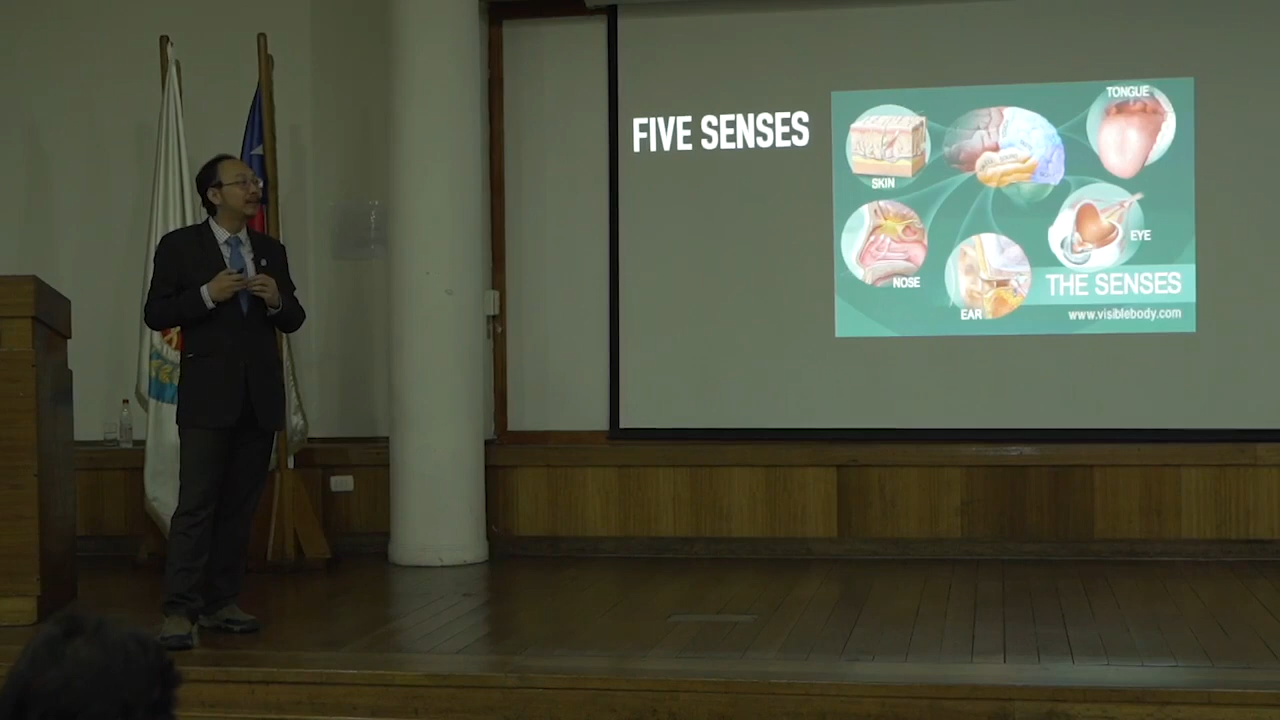 FIVE SENSES
TONGUE
SKIN
EYE
NOSE
THE SENSES
EAR
www.visiblebody.com